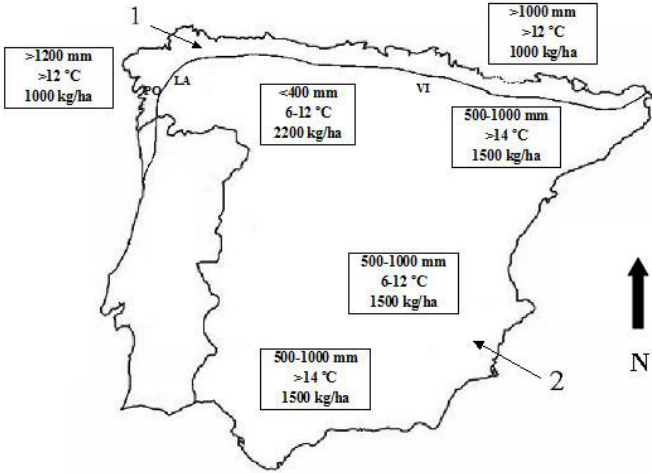 1
>1000 mm
>12 °C
1000 kg/ha
>1200 mm
>12 °C
1000 kg/ha
PO
LA
<400 mm
6-12 °C
2200 kg/ha
VI
500-1000 mm
>14 °C
1500 kg/ha
500-1000 mm
6-12 °C
1500 kg/ha
N
500-1000 mm
>14 °C
1500 kg/ha
2